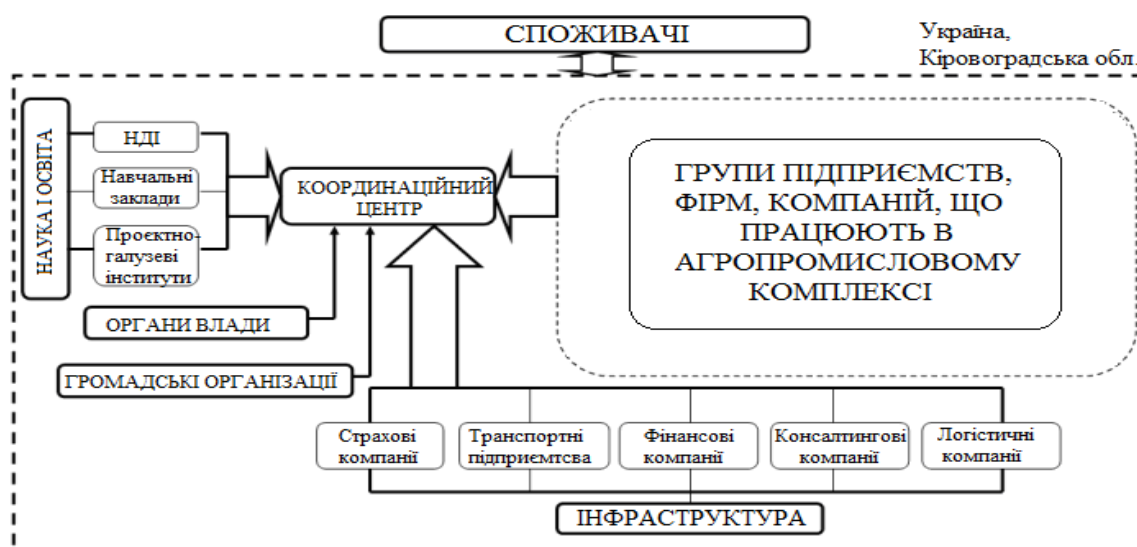 СПОЖИВАЧІ
Україна,
Кіровоградська обл.
НАУКА І ОСВІТА
НДІ
Навчальні
заклади
Проєктно-
галузеві
інститути
КООРДИНАЦІЙНИЙ
ЦЕНТР
ГРУПИ ПІДПРИЄМСТВ,
ФІРМ, КОМПАНІЙ, ЩО
ПРАЦЮЮТЬ В
АГРОПРОМИСЛОВОМУ
КОМПЛЕКСІ
ОРГАНИ ВЛАДИ
ГРОМАДСЬКІ ОРГАНІЗАЦІЇ
Страхові
компанії
Транспортні
підприємтсва
Фінансові
компанії
Консалтингові
компанії
Логістичні
компанії
ІНФРАСТРУКТУРА